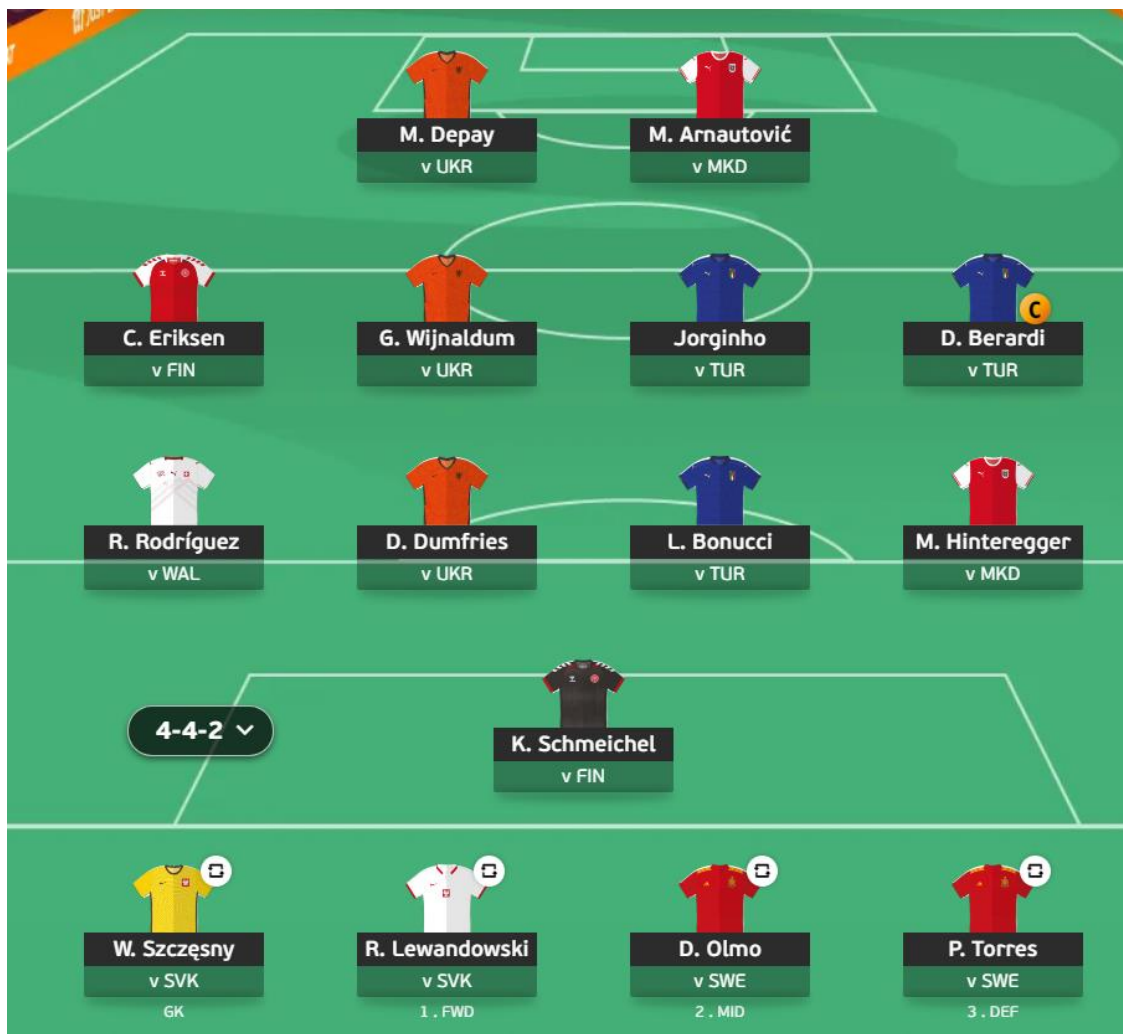 M. Depay
v UKR
M. Arnautović
v MKD
C. Eriksen
v FIN
G. Wijnaldum
v UKR
Jorginho
v TUR
C
D. Berardi
v TUR
R. Rodríguez
v WAL
D. Dumfries
v UKR
L. Bonucci
v TUR
M. Hinteregger
v MKD
4-4-2
K. Schmeichel
v FIN
W. Szczęsny
v SVK
GK
R. Lewandowski
v SVK
1 . FWD
D. Olmo
v SWE
2 . MID
P. Torres
v SWE
3 . DEF